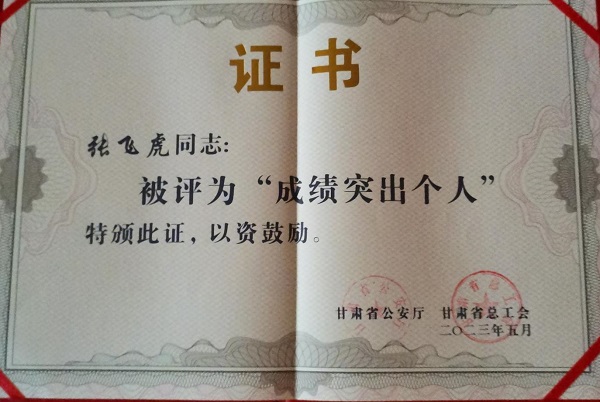 证书
张飞虎同志:
被评为“成绩突出个人”
特颁此证，以资鼓励。
甘肃省公安厅 甘肃省总工会
二〇二三年五月